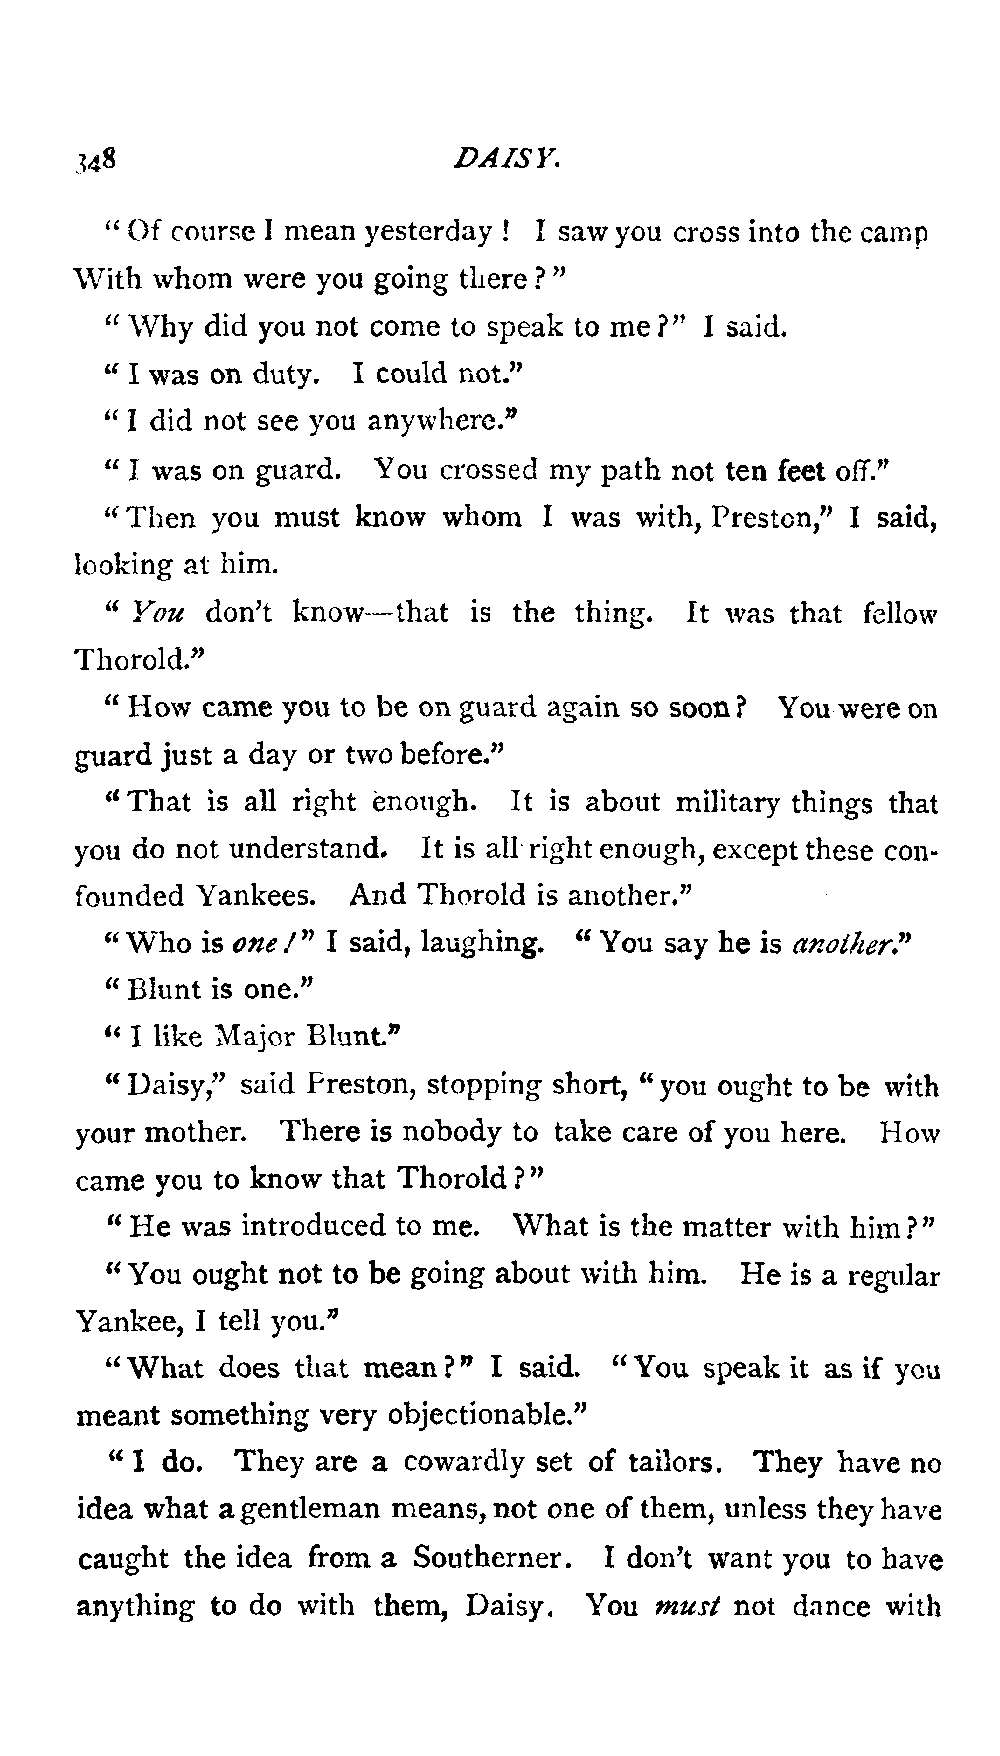 348 DAISY.
"Of course I mean yesterday! I saw you cross into the camp
With whom were you going there?"
"Why did you not come to speak to me?" I said.
"I was on duty. I could not."
"I did not see you anywhere."
"I was on guard. You crossed my path not ten feet off."
"Then you must know whom I was with, Preston," I said,
looking at him.
"You don't know—that is the thing. It was that fellow
Thorold."
"How came you to be on guard again so soon? You were on
guard just a day or two before."
"That is all right enough. It is about military things that
you do not understand. It is all right enough, except these con-
founded Yankees. And Thorold is another."
"Who is one!" I said, laughing. "You say he is another."
"Blunt is one."
"I like Major Blunt."
"Daisy," said Preston, stopping short, "you ought to be with
your mother. There is nobody to take care of you here. How
came you to know that Thorold?"
"He was introduced to me. What is the matter with him?"
"You ought not to be going about with him. He is a regular
Yankee, I tell you."
"What does that mean?" I said. "You speak it as if you
meant something very objectionable."
"I do. They are a cowardly set of tailors. They have no
idea what a gentleman means, not one of them, unless they have
caught the idea from a Southerner. I don't want you to have
anything to do with them, Daisy. You must not dance with